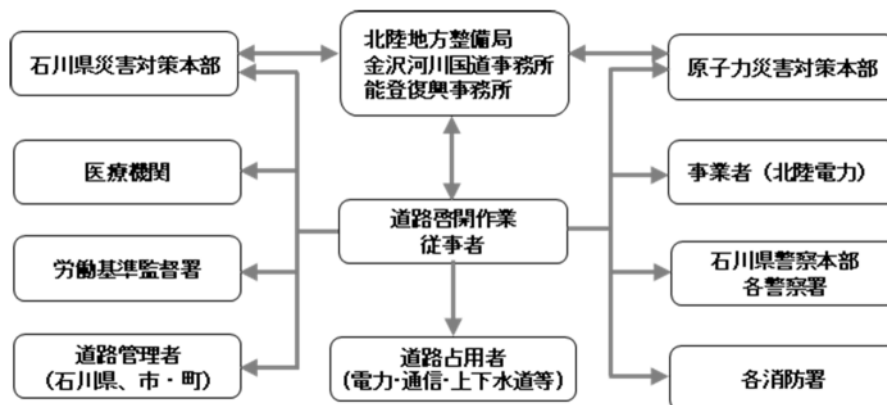 石川県災害対策本部
北陸地方整備局
金沢河川国道事務所
能登復興事務所
原子力災害対策本部
医療機関
事業者（北陸電力）
道路啓開作業
従事者
労働基準監督署
石川県警察本部
各警察署
道路管理者
（石川県、市・町）
道路占用者
（電力・通信・上下水道等）
各消防署